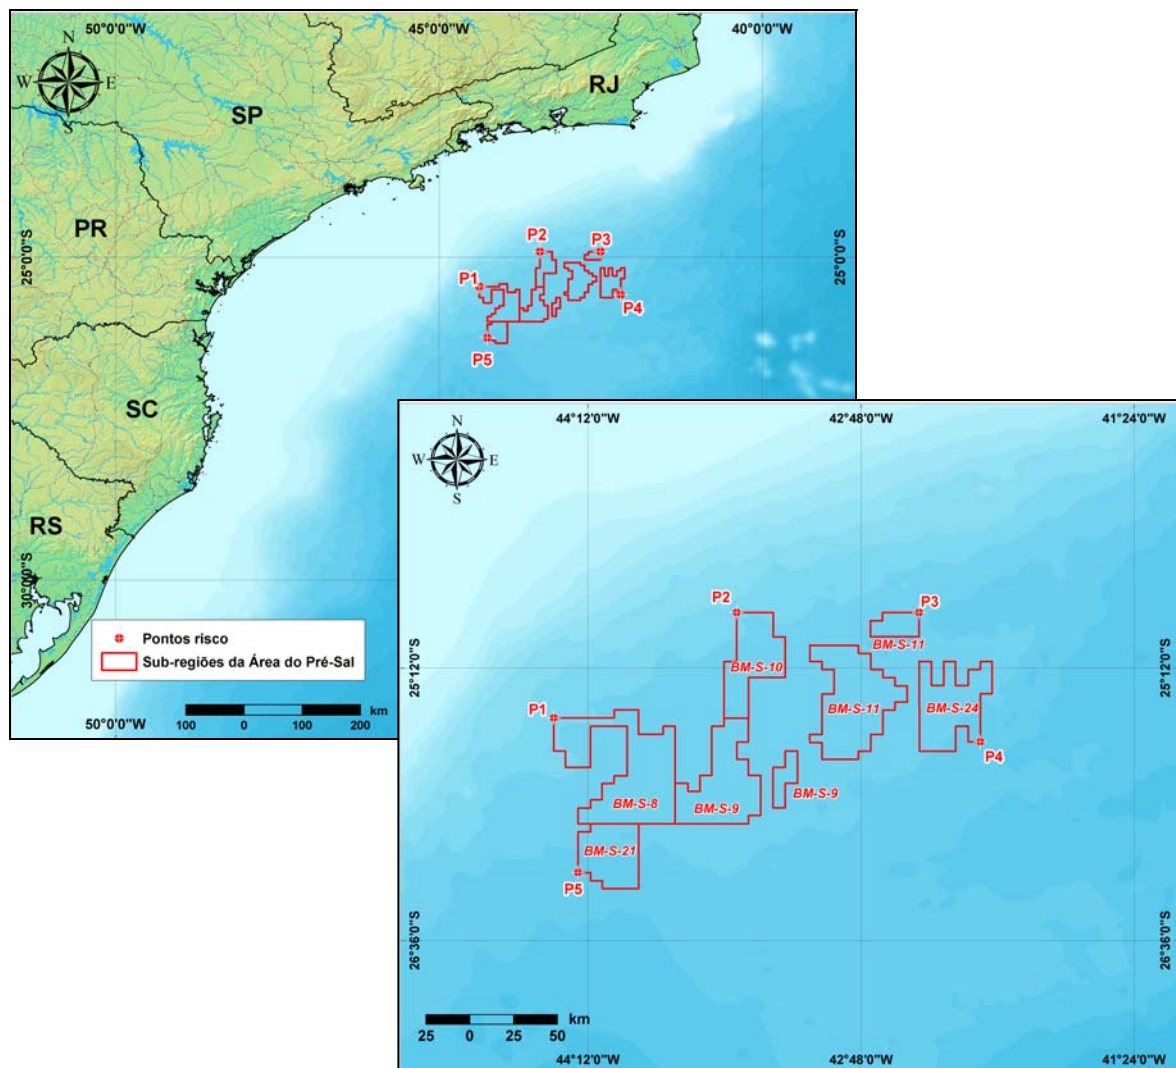 50°0'0"W
45°0'0"W
40°0'0"W
N
W
E
S
RJ
SP
PR
P2
P3
25°0'0"S
25°0'0"S
P1
P4
P5
SC
RS
30°0'0"S
Pontos risco
Sub-regiões da Área do Pré-Sal
100 0 100 200 km
50°0'0"W
44°12'0"W
42°48'0"W
41°24'0"W
N
W
E
S
P2
P3
BM-S-11
25°12'0"S
BM-S-10
25°12'0"S
P1
BM-S-11
BM-S-24
P4
BM-S-8
BM-S-9
BM-S-9
BM-S-21
P5
26°36'0"S
26°36'0"S
25 0 25 50 km
44°12'0"W
42°48'0"W
41°24'0"W